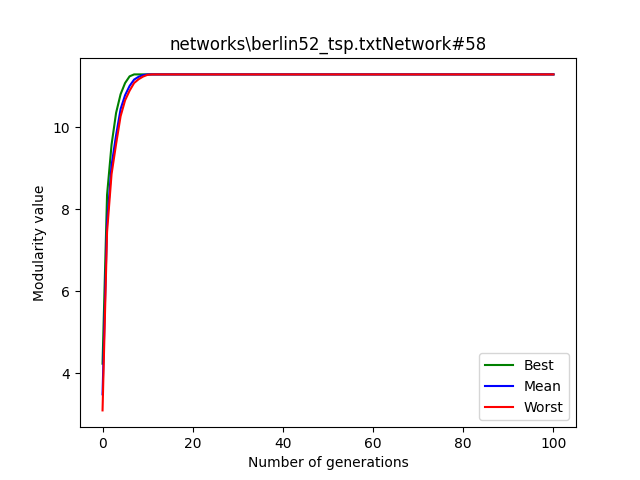 networks\berlin52_tsp.txtNetwork#58
Modularity value
10
8
6
4
0 20 40 60 80 100
Number of generations
Best
Mean
Worst